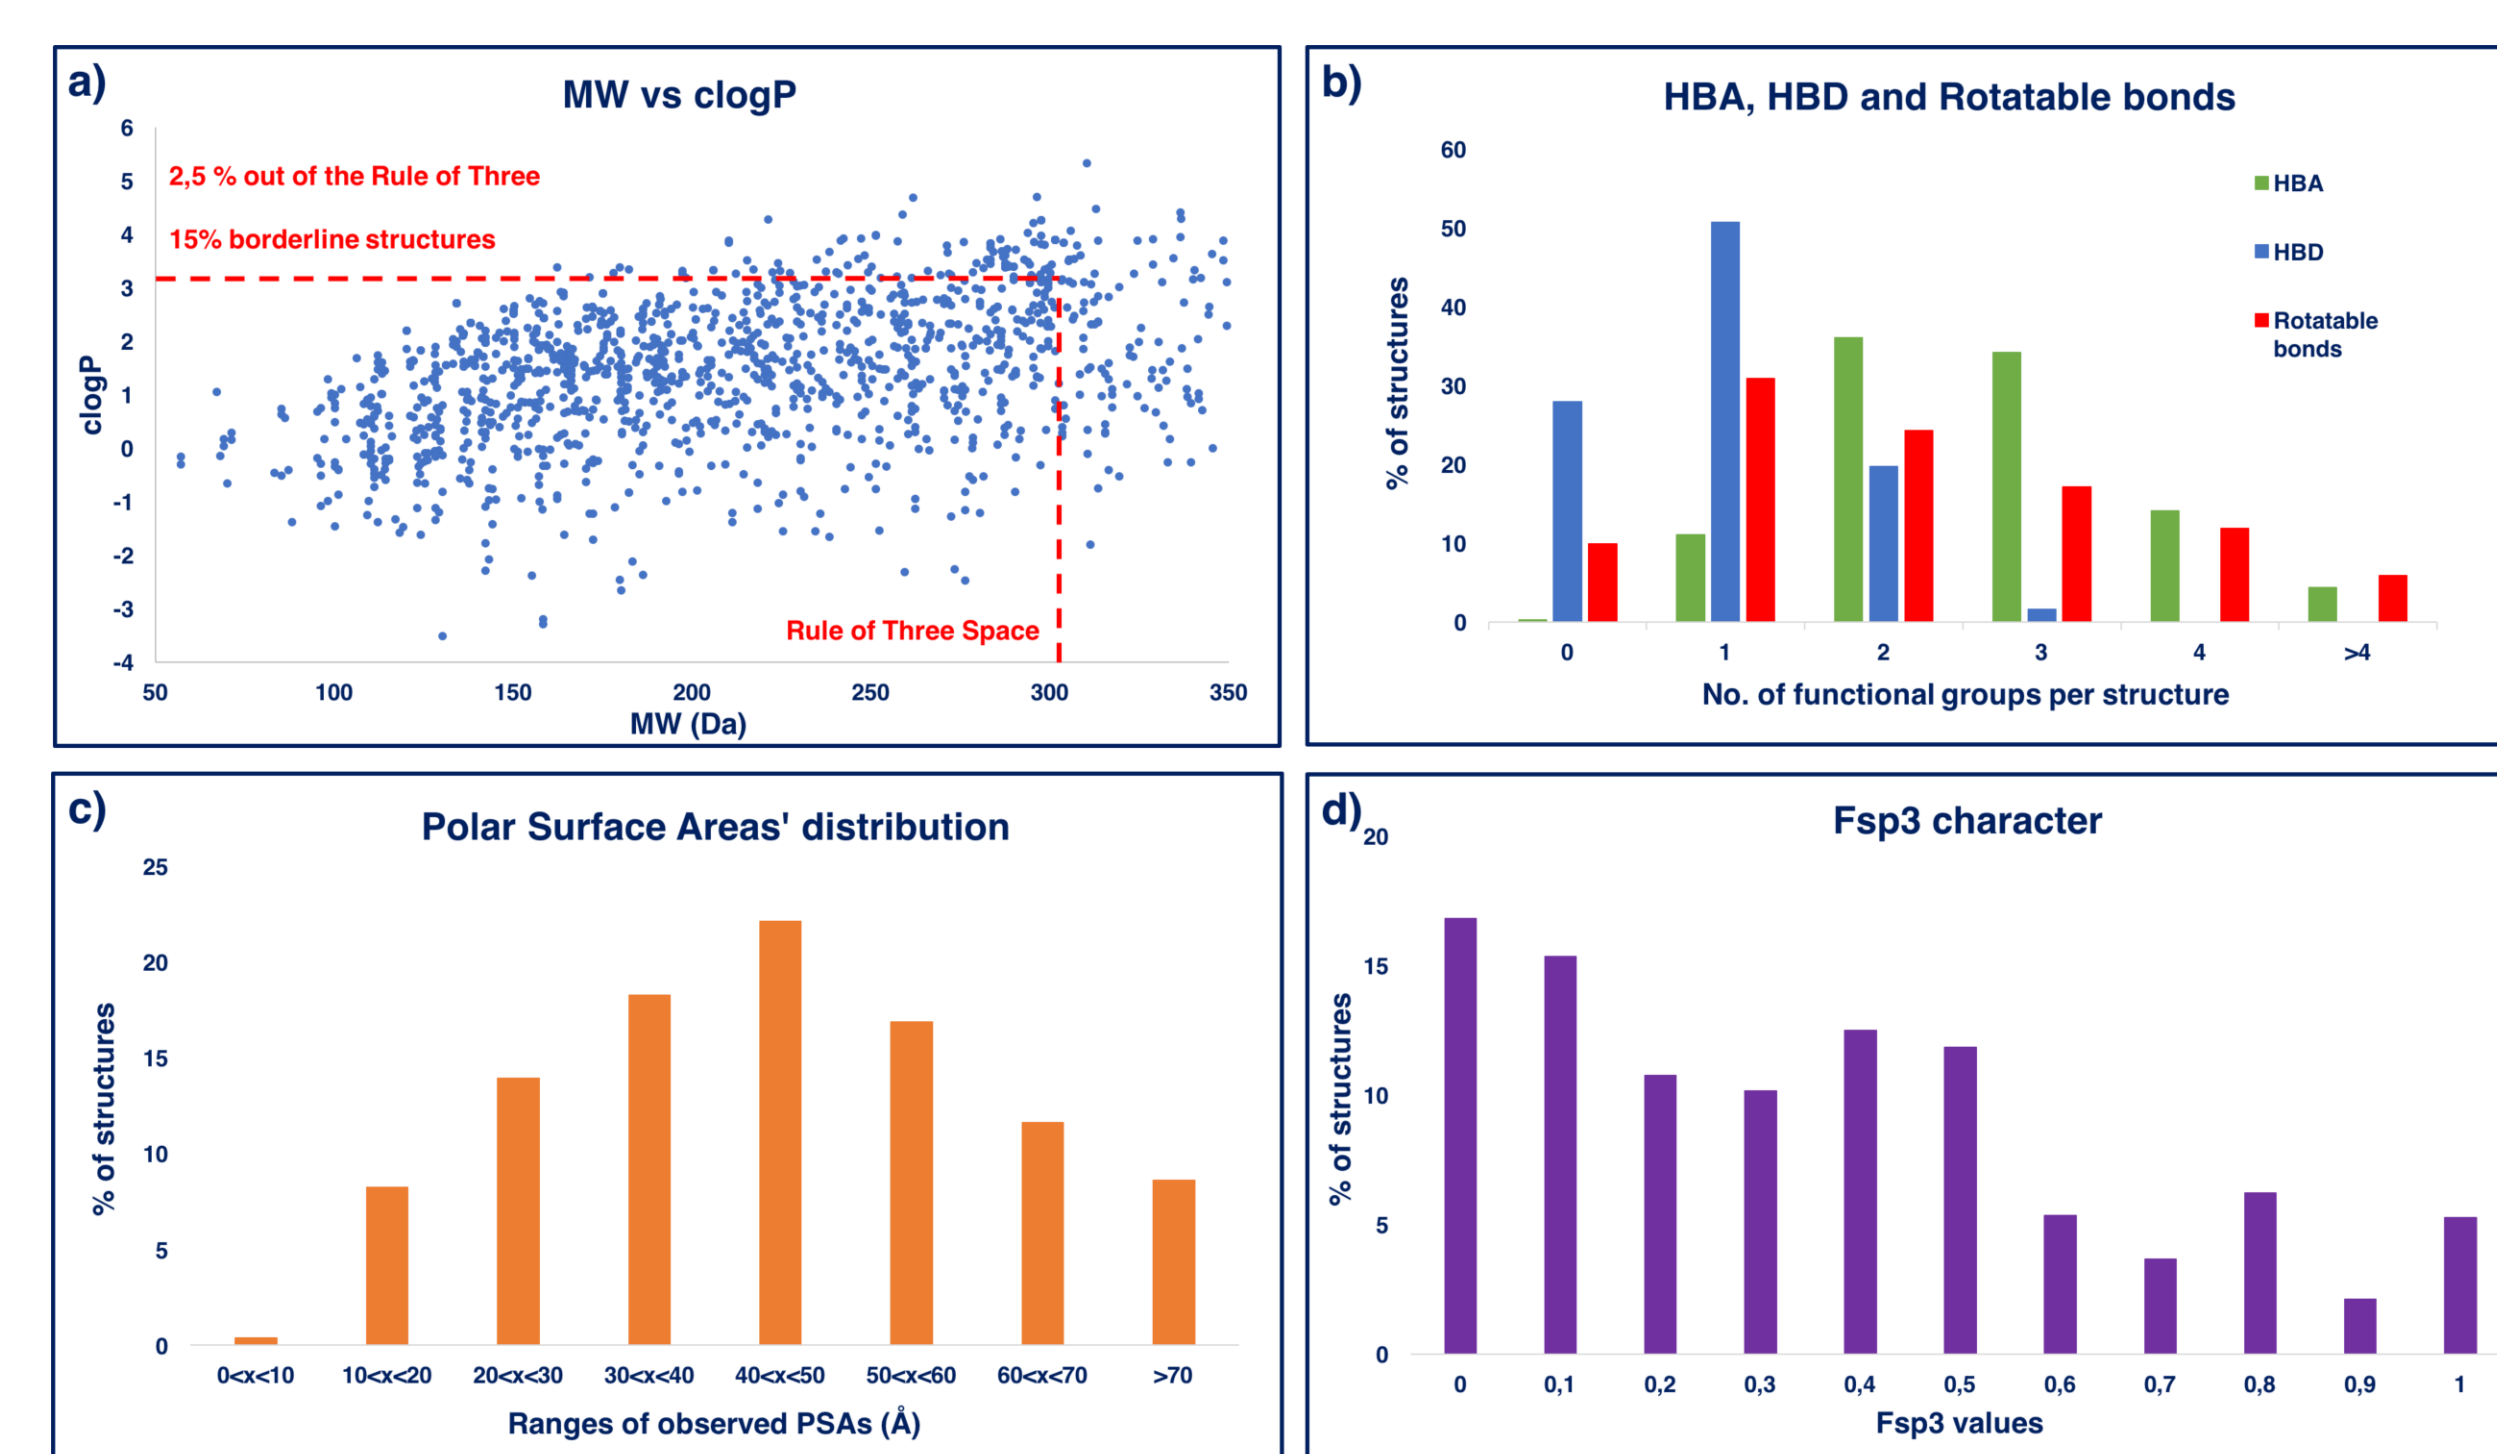 a)
MW vs clogP
6
5
4
3
2
1
0
-1
-2
-3
-4
clogP
2,5 % out of the Rule of Three
15% borderline structures
Rule of Three Space
50 100 150 200 250 300 350
MW (Da)
b)
HBA, HBD and Rotatable bonds
60
50
40
30
20
10
0
% of structures
HBA
HBD
Rotatable
bonds
0 1 2 3 4 >4
No. of functional groups per structure
c)
Polar Surface Areas' distribution
25
20
15
10
5
0
% of structures
0<x<10 10<x<20 20<x<30 30<x<40 40<x<50 50<x<60 60<x<70 >70
Ranges of observed PSAs (Å)
d)
Fsp3 character
20
15
10
5
0
% of structures
0 0,1 0,2 0,3 0,4 0,5 0,6 0,7 0,8 0,9 1
Fsp3 values